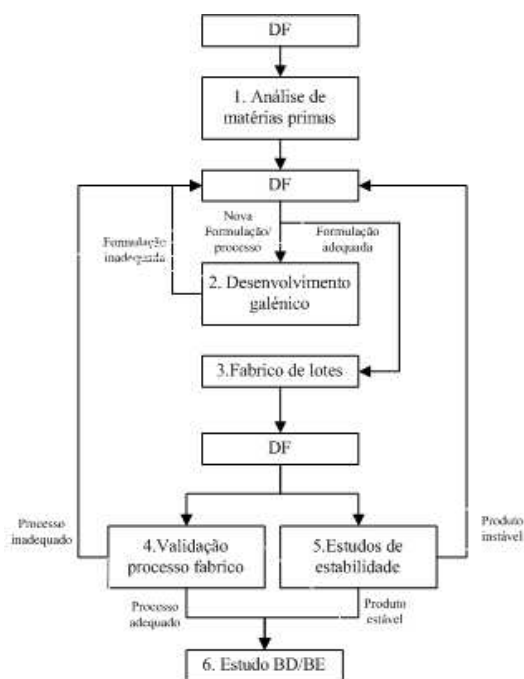 DF
1. Análise de
matérias primas
DF
Nova
Formulação/
processo
Formulação
adequada
Formulação
inadequada
2. Desenvolvimento
galénico
3.Fabrico de lotes
DF
Processo
inadequado
4.Validação
processo fabrico
5.Estudos de
estabilidade
Produto
instável
Processo
adequado
Produto
estável
6. Estudo BD/BE